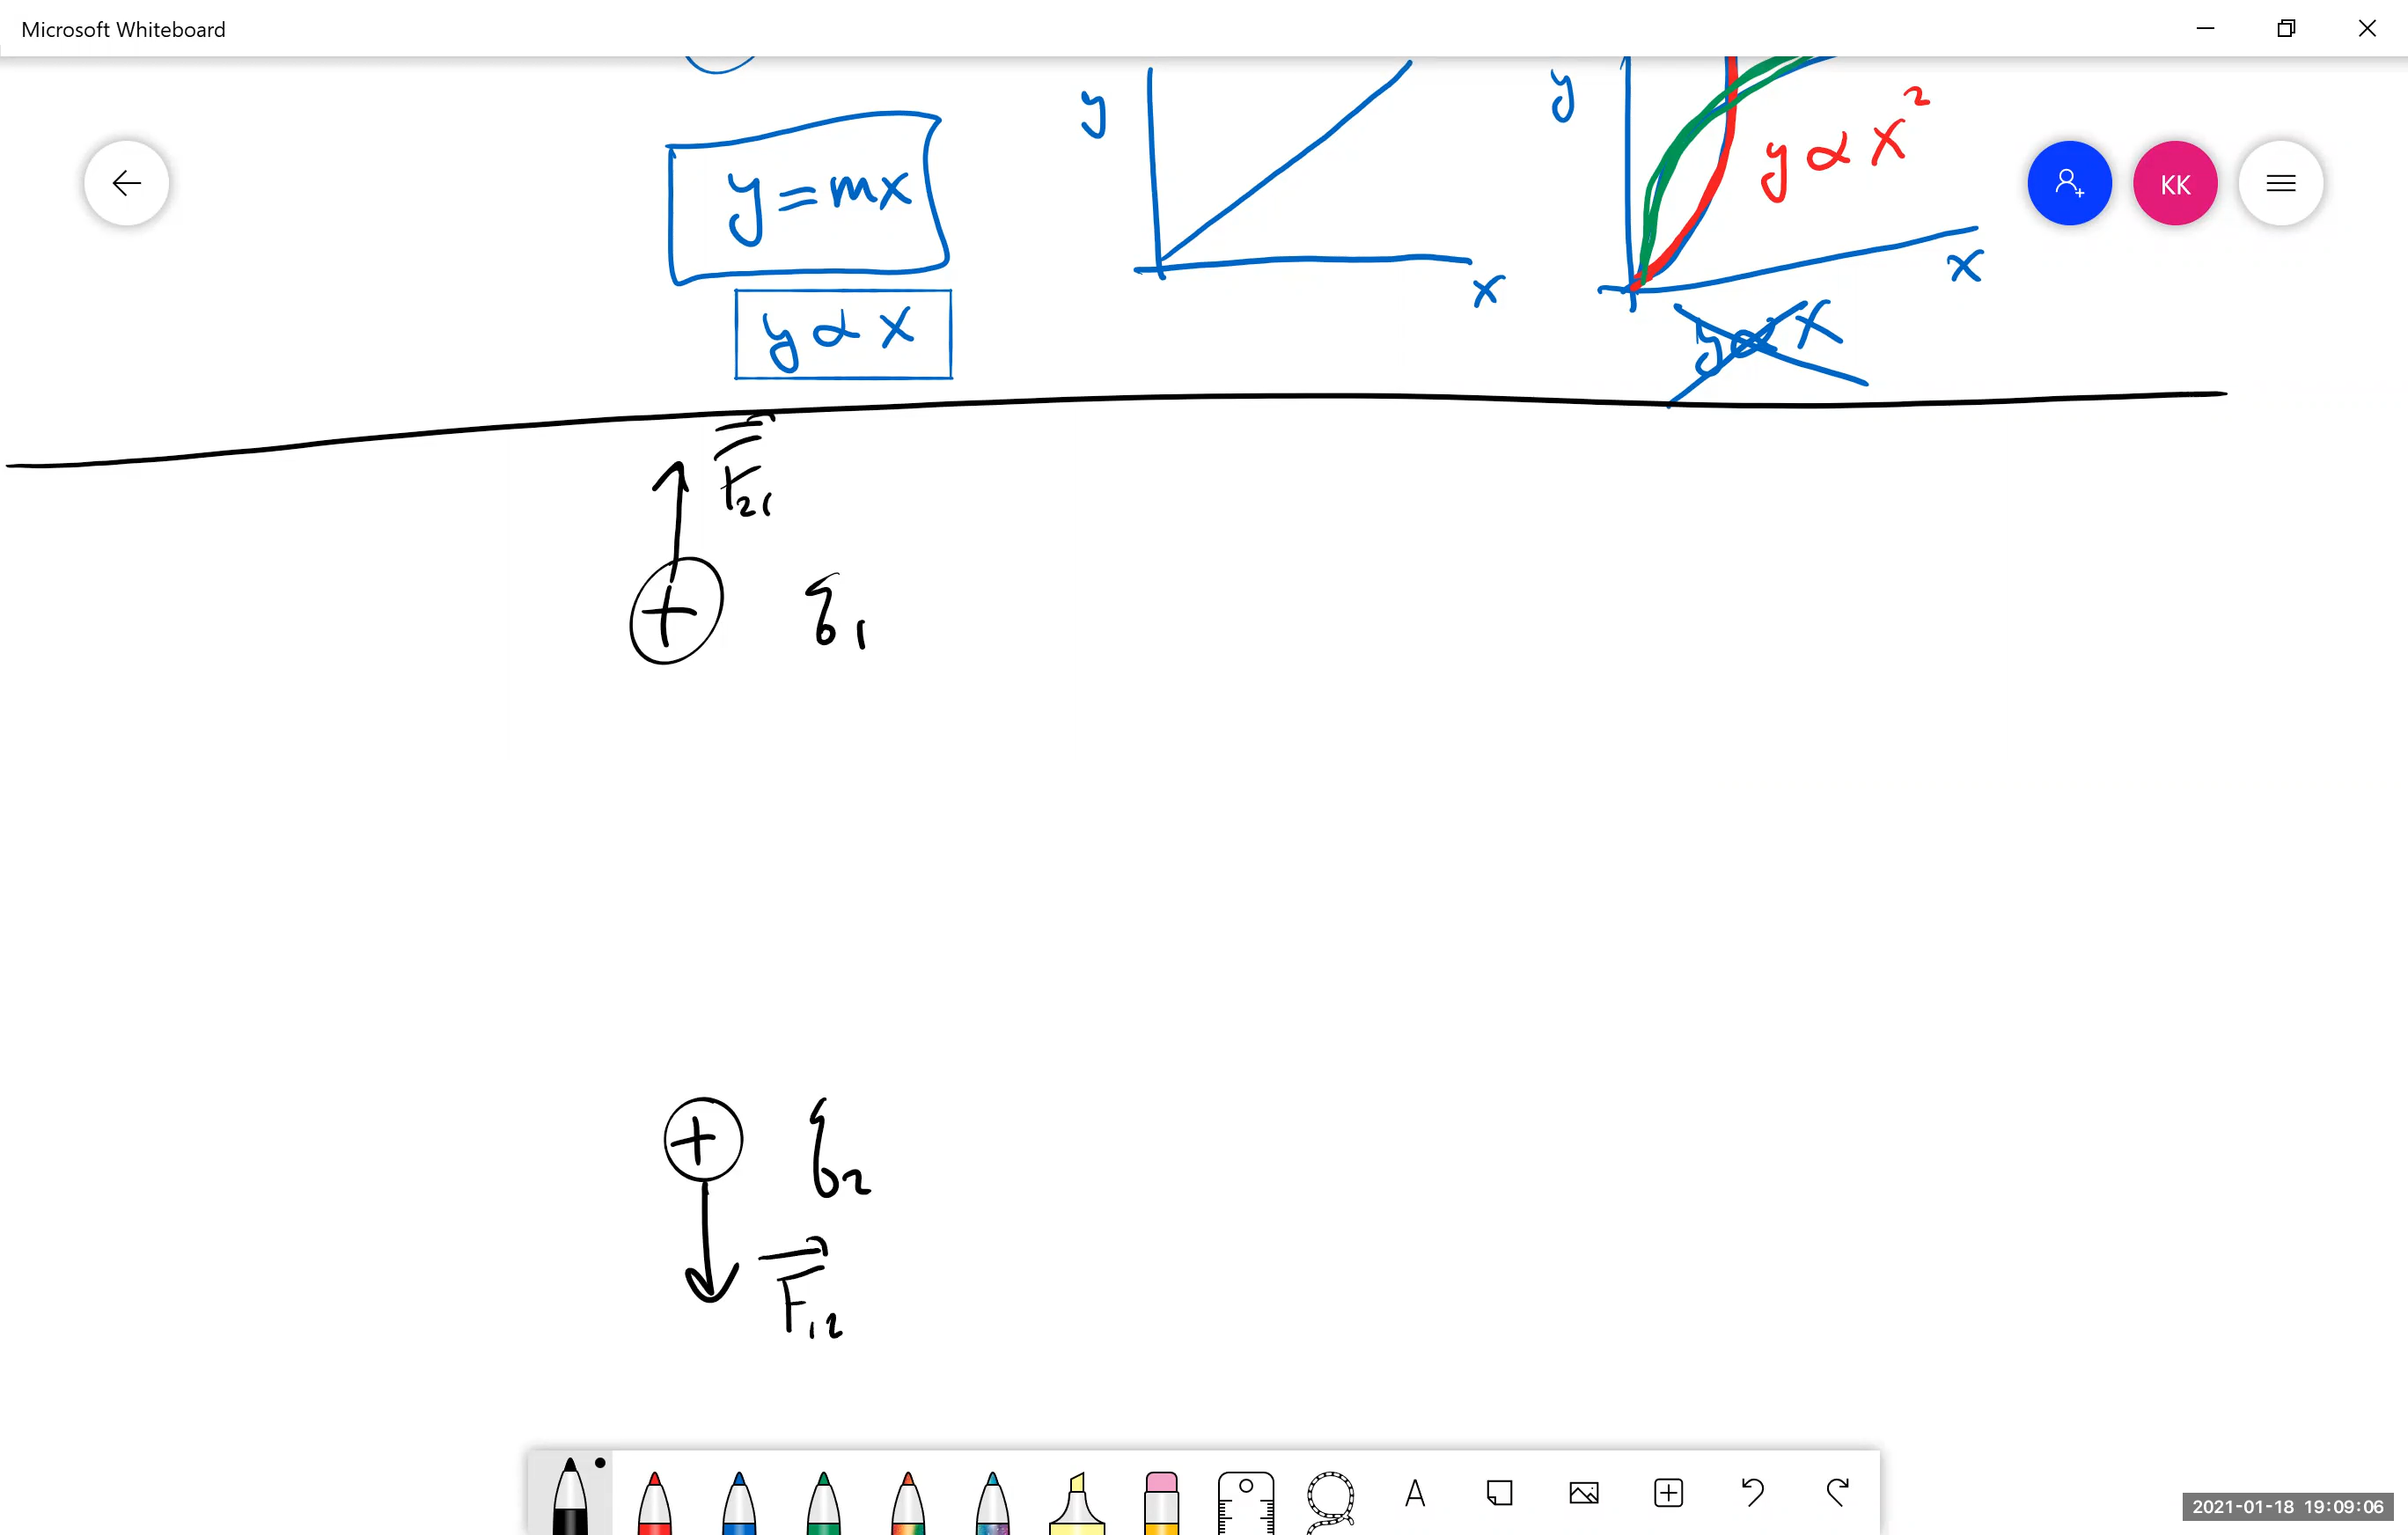 Microsoft Whiteboard
y
y
y ∝ x²
KK
y = mx
x
x
y ∝ x
y ∝ x
F₂₁
+
q₁
+
q₂
F₁₂
A
2021-01-18 19:09:06